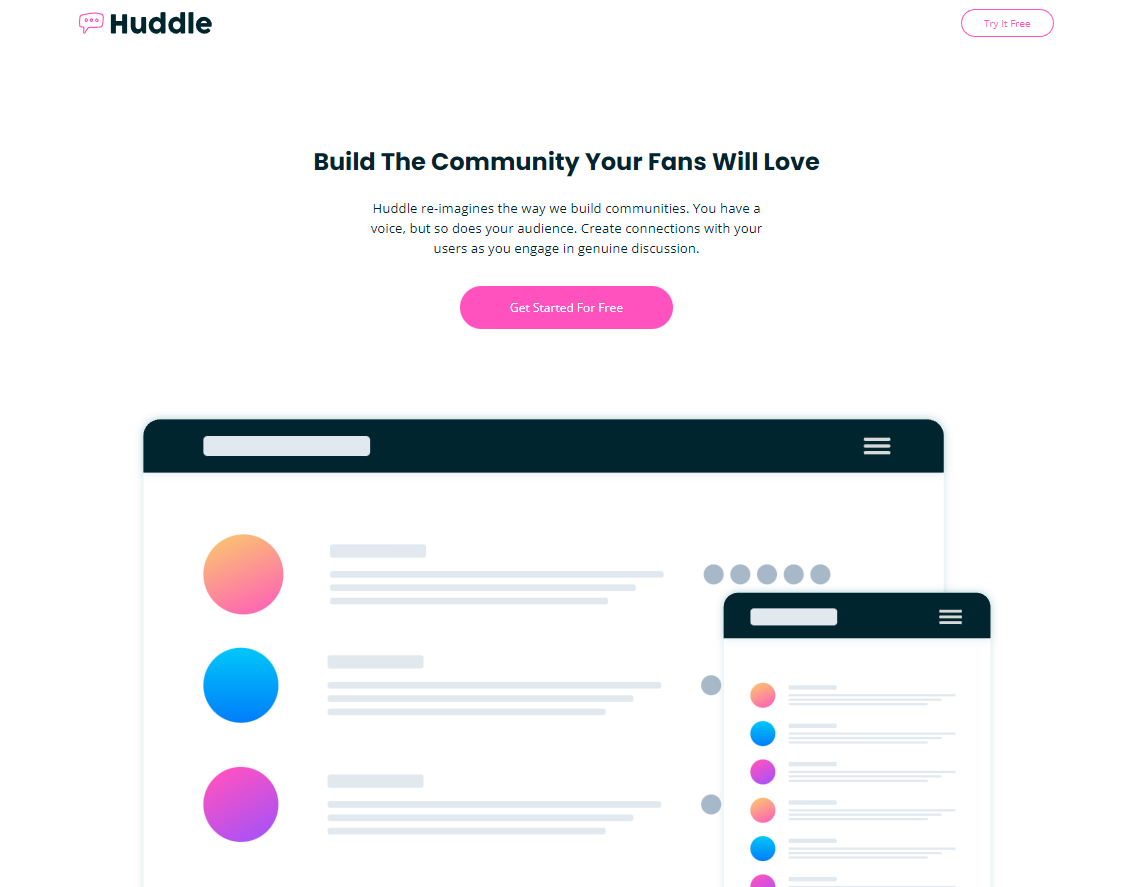 Huddle
Try It Free
Build The Community Your Fans Will Love
Huddle re-imagines the way we build communities. You have a
voice, but so does your audience. Create connections with your
users as you engage in genuine discussion.
Get Started For Free